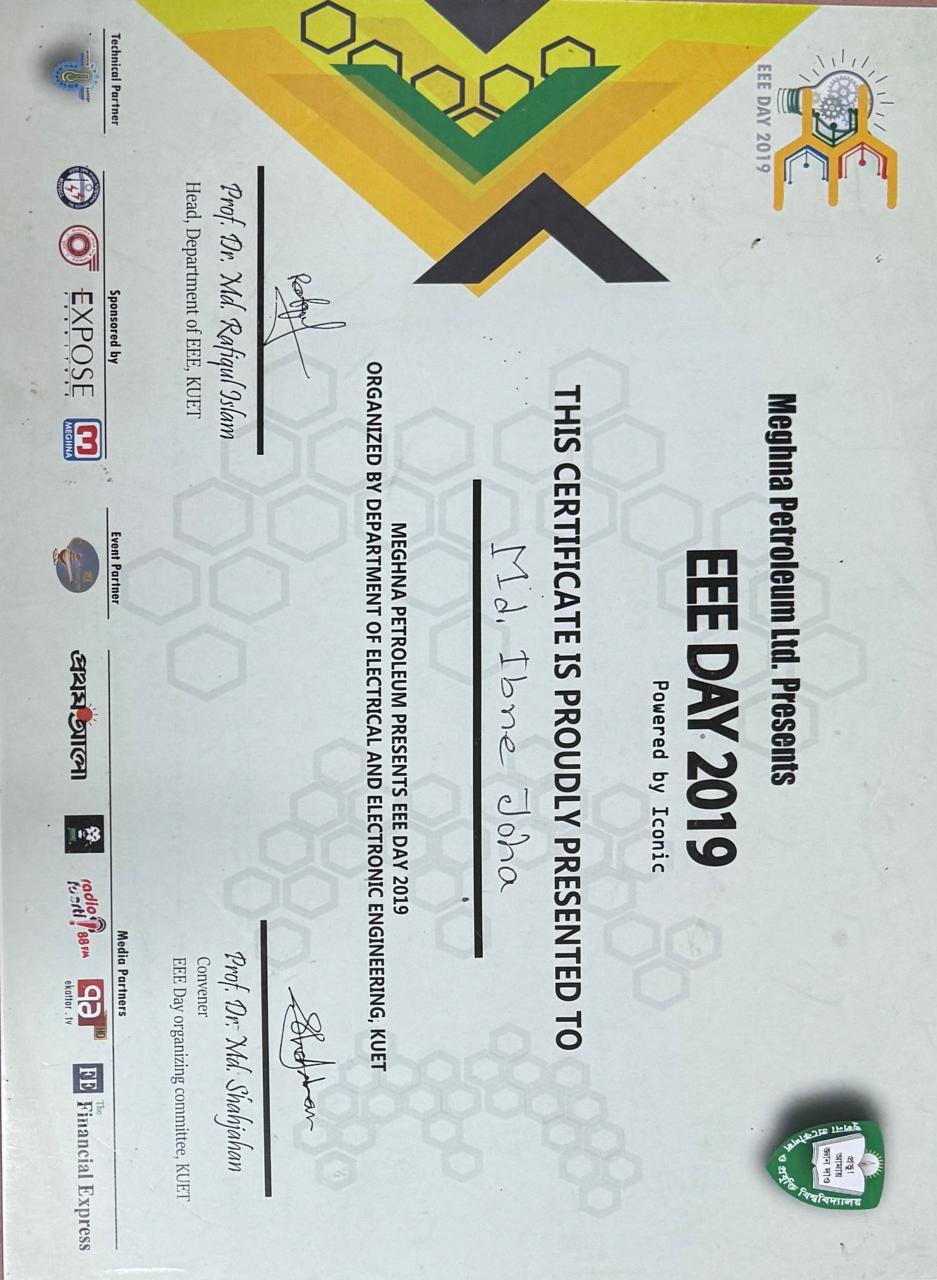 EEE DAY 2019
প্রভু!
আমায়
জ্ঞান দাও
খুলনা প্রকৌশল ও প্রযুক্তি বিশ্ববিদ্যালয়
Meghna Petroleum Ltd. Presents
EEE DAY 2019
Powered by Iconic
THIS CERTIFICATE IS PROUDLY PRESENTED TO
Md. Ibne Joha
MEGHNA PETROLEUM PRESENTS EEE DAY 2019
ORGANIZED BY DEPARTMENT OF ELECTRICAL AND ELECTRONIC ENGINEERING, KUET
Rafiqul
Shahjahan
Prof. Dr. Md. Rafiqul Islam
Head, Department of EEE, KUET
Prof. Dr. Md. Shahjahan
Convener
EEE Day organizing committee, KUET
Technical Partner
Sponsored by
Event Partner
Media Partners
EXPOSE
FURNITURE
MEGHNA
প্রথম আলো
radio foorti 88 FM
HD
ekattor.tv
FE
The
Financial Express